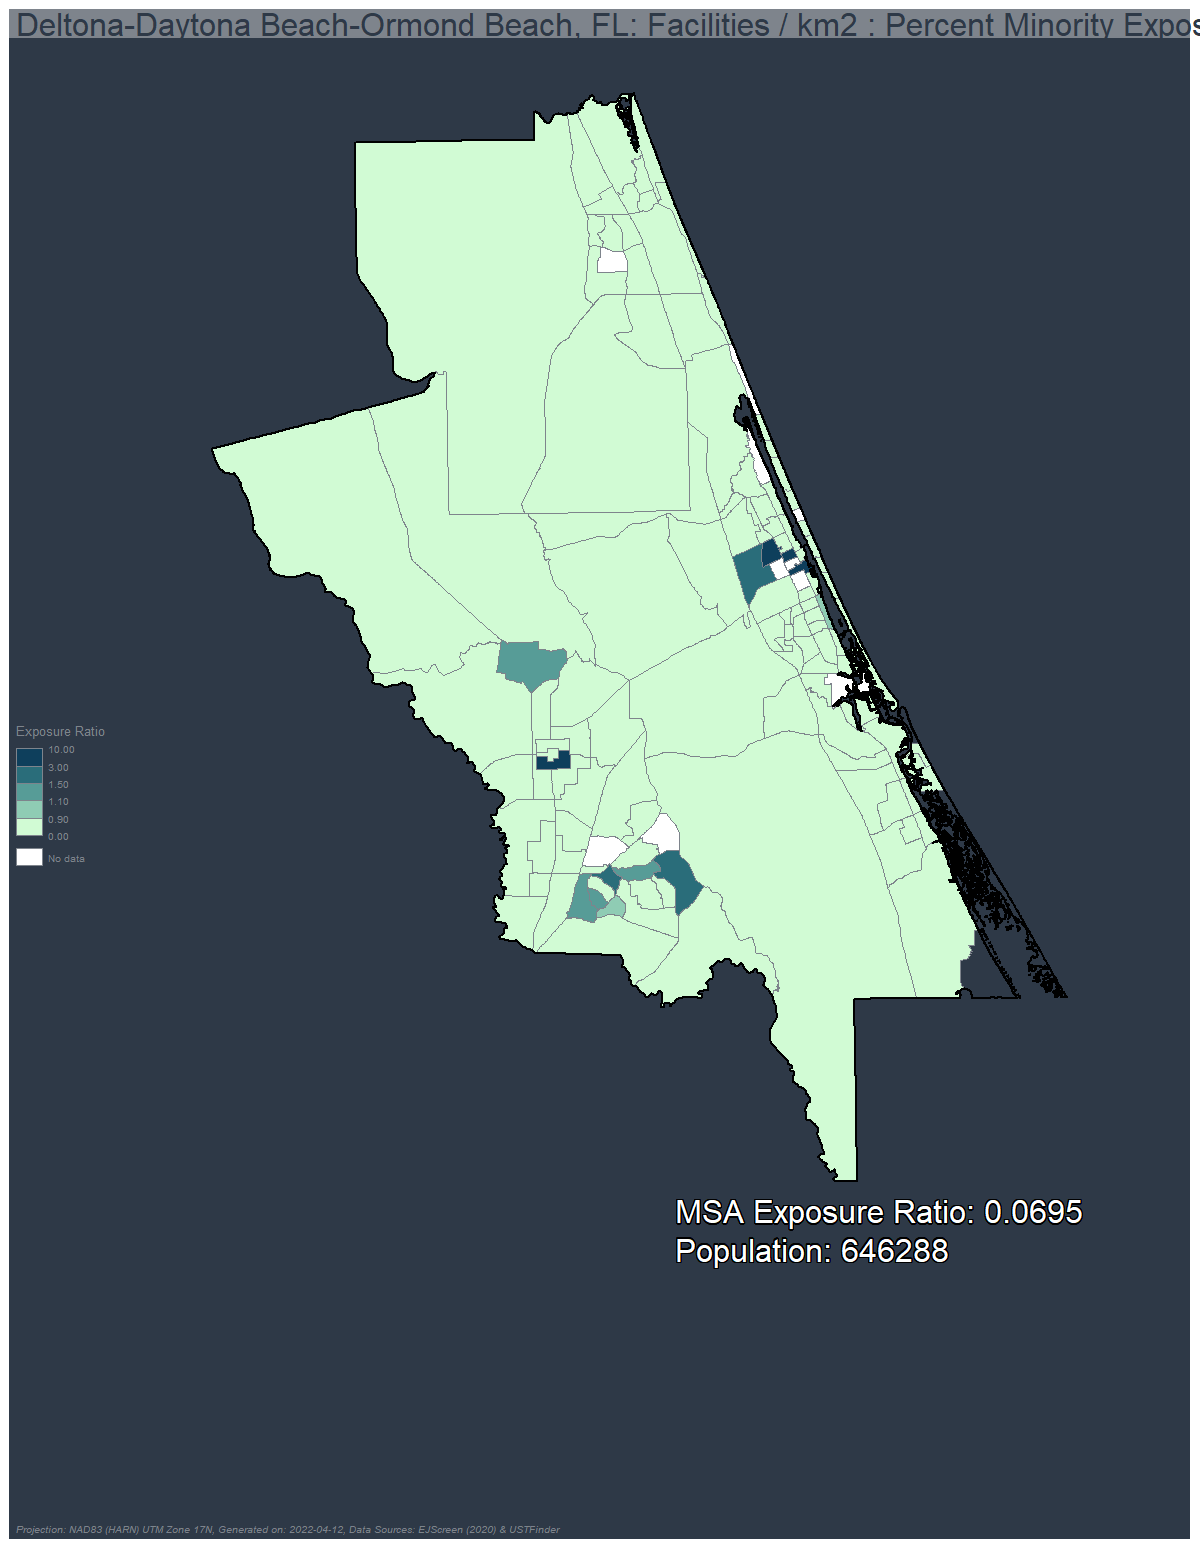 Deltona-Daytona Beach-Ormond Beach, FL: Facilities / km2 : Percent Minority Expos
Exposure Ratio
10.00
3.00
1.50
1.10
0.90
0.00
No data
MSA Exposure Ratio: 0.0695
Population: 646288
Projection: NAD83 (HARN) UTM Zone 17N, Generated on: 2022-04-12, Data Sources: EJScreen (2020) & USTFinder